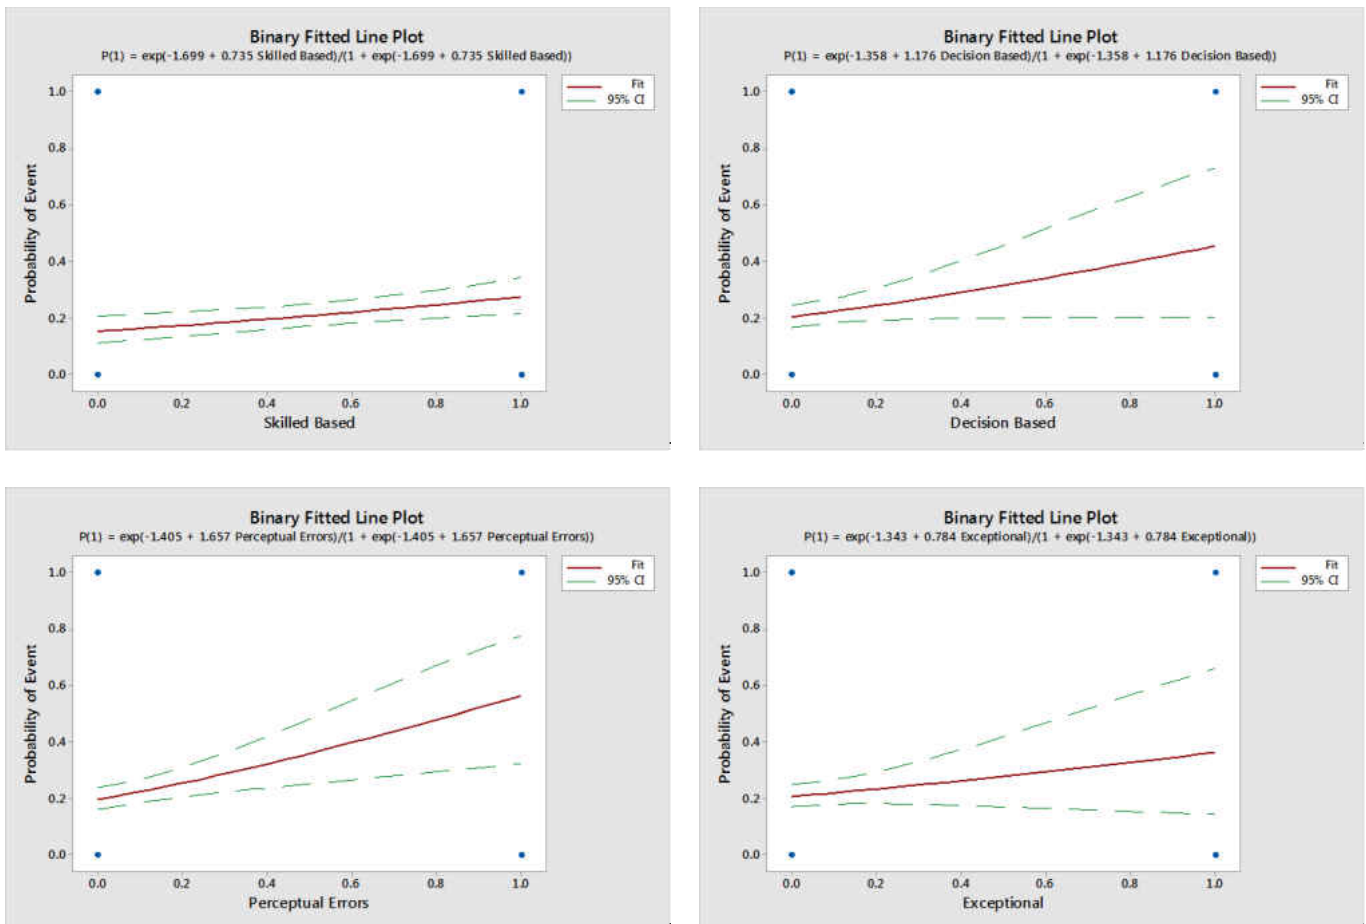 Binary Fitted Line Plot
P(1) = exp(-1.699 + 0.735 Skilled Based)/(1 + exp(-1.699 + 0.735 Skilled Based))
Fit
95% CI
Probability of Event
1.0
0.8
0.6
0.4
0.2
0.0
0.0 0.2 0.4 0.6 0.8 1.0
Skilled Based
Binary Fitted Line Plot
P(1) = exp(-1.358 + 1.176 Decision Based)/(1 + exp(-1.358 + 1.176 Decision Based))
Fit
95% CI
Probability of Event
1.0
0.8
0.6
0.4
0.2
0.0
0.0 0.2 0.4 0.6 0.8 1.0
Decision Based
Binary Fitted Line Plot
P(1) = exp(-1.405 + 1.657 Perceptual Errors)/(1 + exp(-1.405 + 1.657 Perceptual Errors))
Fit
95% CI
Probability of Event
1.0
0.8
0.6
0.4
0.2
0.0
0.0 0.2 0.4 0.6 0.8 1.0
Perceptual Errors
Binary Fitted Line Plot
P(1) = exp(-1.343 + 0.784 Exceptional)/(1 + exp(-1.343 + 0.784 Exceptional))
Fit
95% CI
Probability of Event
1.0
0.8
0.6
0.4
0.2
0.0
0.0 0.2 0.4 0.6 0.8 1.0
Exceptional